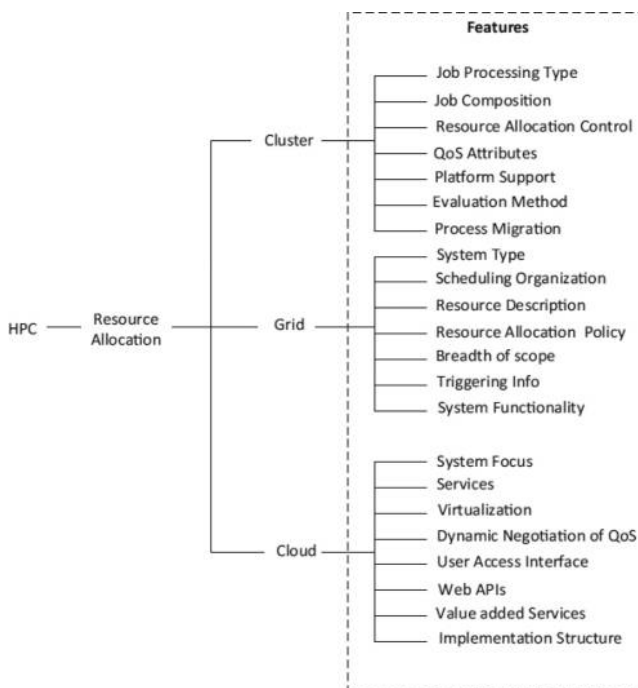 Features
Job Processing Type
Job Composition
Cluster
Resource Allocation Control
QoS Attributes
Platform Support
Evaluation Method
Process Migration
System Type
Scheduling Organization
Resource Description
HPC
Resource
Allocation
Grid
Resource Allocation Policy
Breadth of scope
Triggering Info
System Functionality
System Focus
Services
Virtualization
Cloud
Dynamic Negotiation of QoS
User Access Interface
Web APIs
Value added Services
Implementation Structure